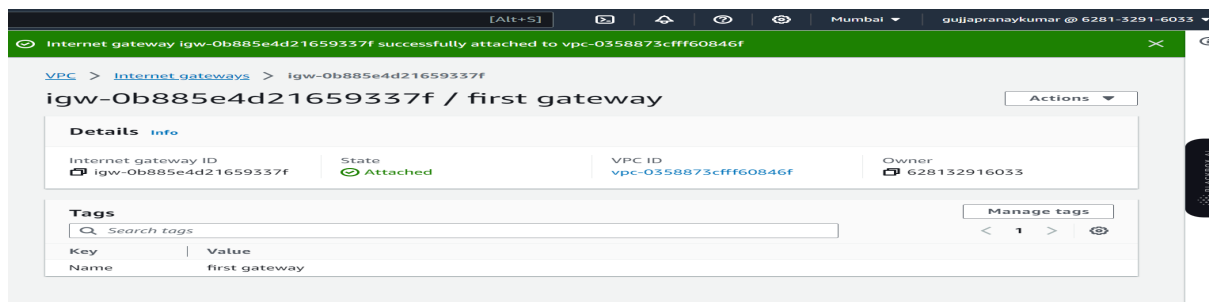 [Alt+S] Mumbai gujjapranaykumar @ 6281-3291-6033
Internet gateway igw-0b885e4d21659337f successfully attached to vpc-0358873cfff60846f
VPC > Internet gateways > igw-0b885e4d21659337f
igw-0b885e4d21659337f / first gateway
Actions
Details Info
Internet gateway ID State VPC ID Owner
igw-0b885e4d21659337f Attached vpc-0358873cfff60846f 628132916033
Tags
Manage tags
Search tags
< 1 >
Key Value
Name first gateway